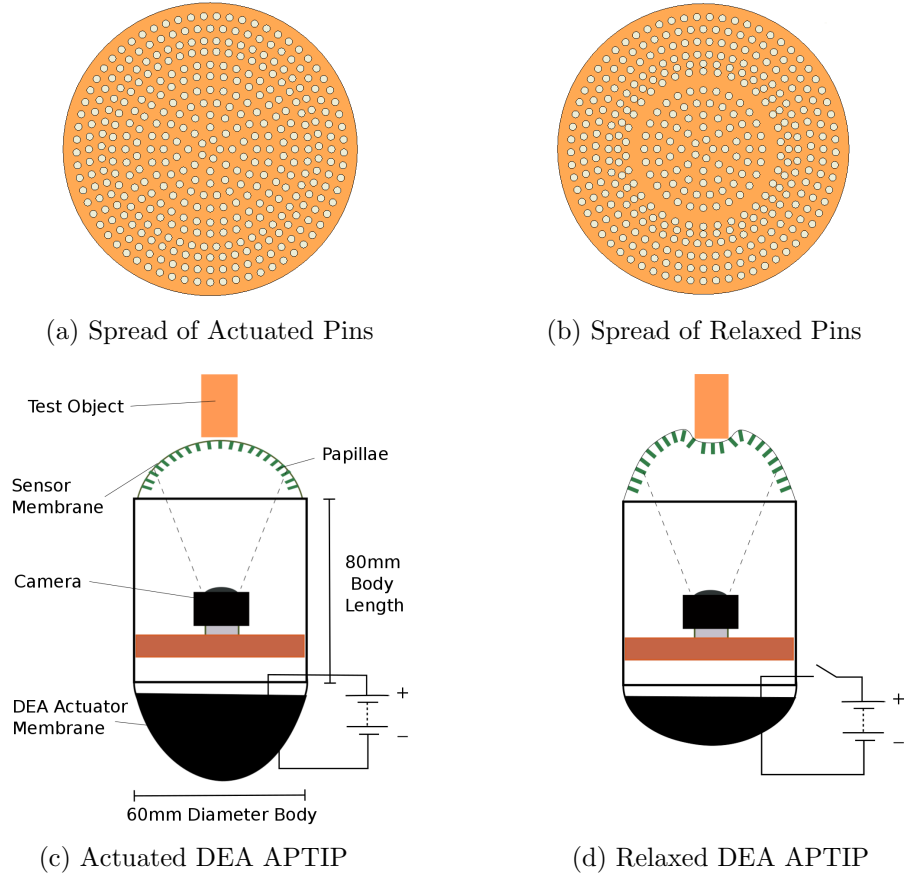 (a) Spread of Actuated Pins
(b) Spread of Relaxed Pins
Test Object
Papillae
Sensor
Membrane
Camera
80mm
Body
Length
DEA Actuator
Membrane
+
−
60mm Diameter Body
+
−
(c) Actuated DEA APTIP
(d) Relaxed DEA APTIP